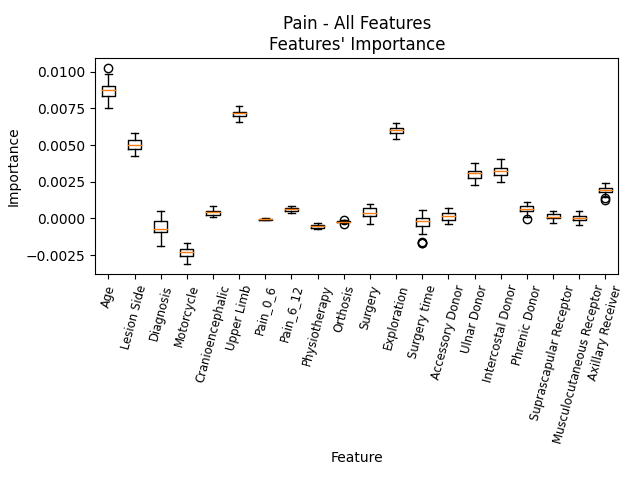 Pain - All Features
Features' Importance
0.0100
0.0075
0.0050
0.0025
0.0000
−0.0025
Importance
Age
Lesion Side
Diagnosis
Motorcycle
Cranioencephalic
Upper Limb
Pain_0_6
Pain_6_12
Physiotherapy
Orthosis
Surgery
Exploration
Surgery time
Accessory Donor
Ulnar Donor
Intercostal Donor
Phrenic Donor
Suprascapular Receptor
Musculocutaneous Receptor
Axillary Receiver
Feature